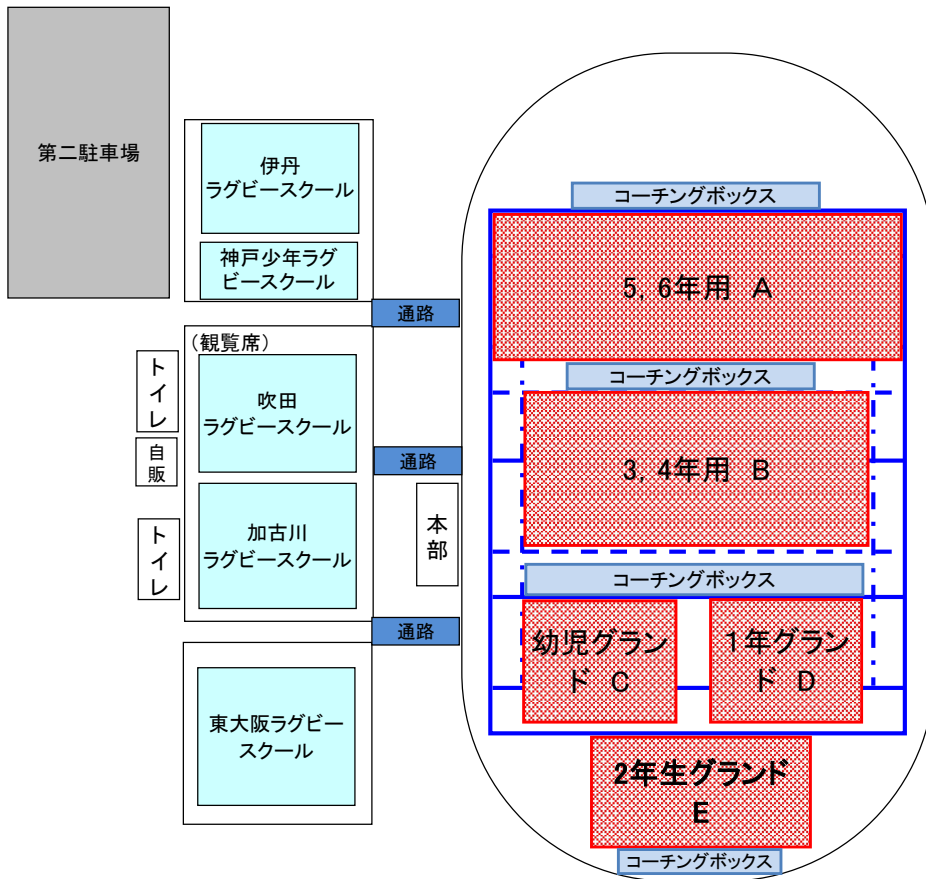 第二駐車場
伊丹
ラグビースクール
神戸少年ラグ
ビースクール
通路
(観覧席)
トイレ
自販
トイレ
吹田
ラグビースクール
加古川
ラグビースクール
通路
本部
通路
東大阪ラグビー
スクール
コーチングボックス
5,6年用 A
コーチングボックス
3,4年用 B
コーチングボックス
幼児グラン
ド C
1年グラン
ド D
2年生グランド
E
コーチングボックス